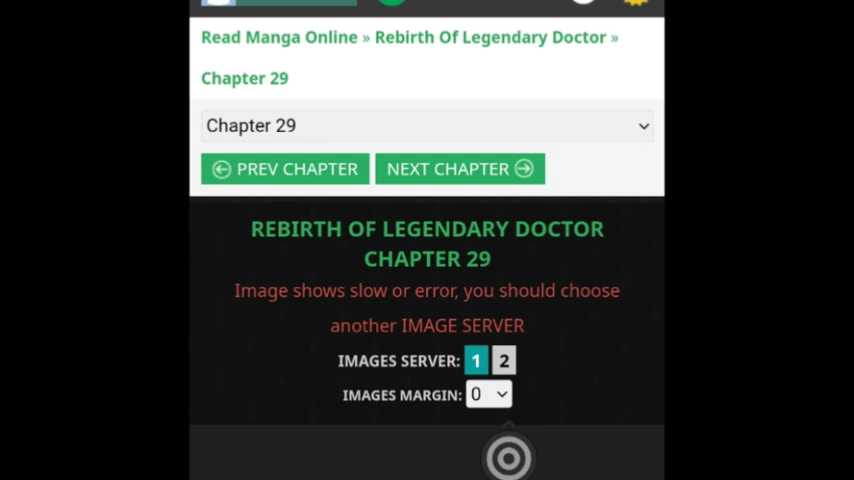 Read Manga Online » Rebirth Of Legendary Doctor »
Chapter 29
Chapter 29
PREV CHAPTER NEXT CHAPTER
REBIRTH OF LEGENDARY DOCTOR
CHAPTER 29
Image shows slow or error, you should choose
another IMAGE SERVER
IMAGES SERVER: 1 2
IMAGES MARGIN: 0